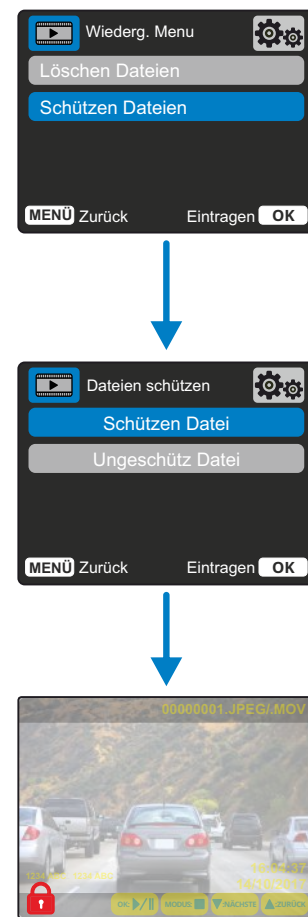 Wiederg. Menu
Löschen Dateien
Schützen Dateien
MENÜ Zurück Eintragen OK
Dateien schützen
Schützen Datei
Ungeschütz Datei
MENÜ Zurück Eintragen OK
00000001.JPEG/.MOV
OK: MODUS: :NÄCHSTE :ZURÜCK